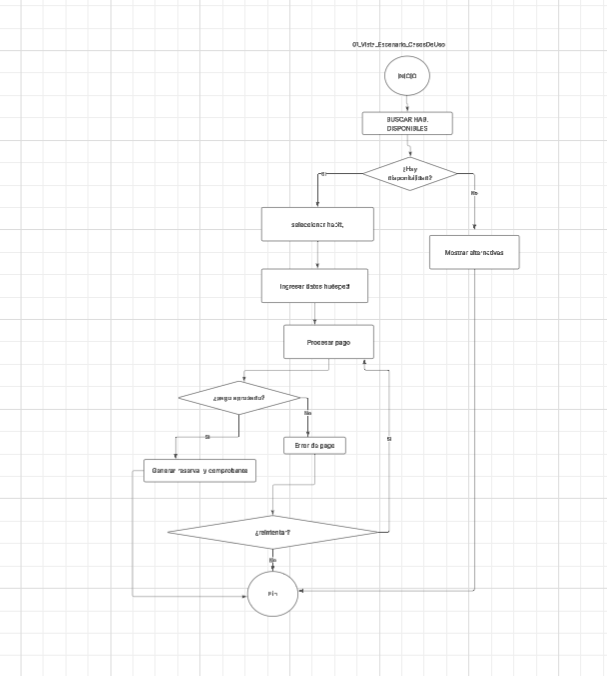 01_Vista_Escenario_CasosDeUso
INICIO
BUSCAR HAB.
DISPONIBLES
¿Hay
disponibilidad?
Si
No
seleccionar habit.
Mostrar alternativas
Ingresar datos huesped
Procesar pago
¿pago aprobado?
No
Si
Error de pago
Si
Generar reserva y comprobante
¿reintentar?
No
Fin